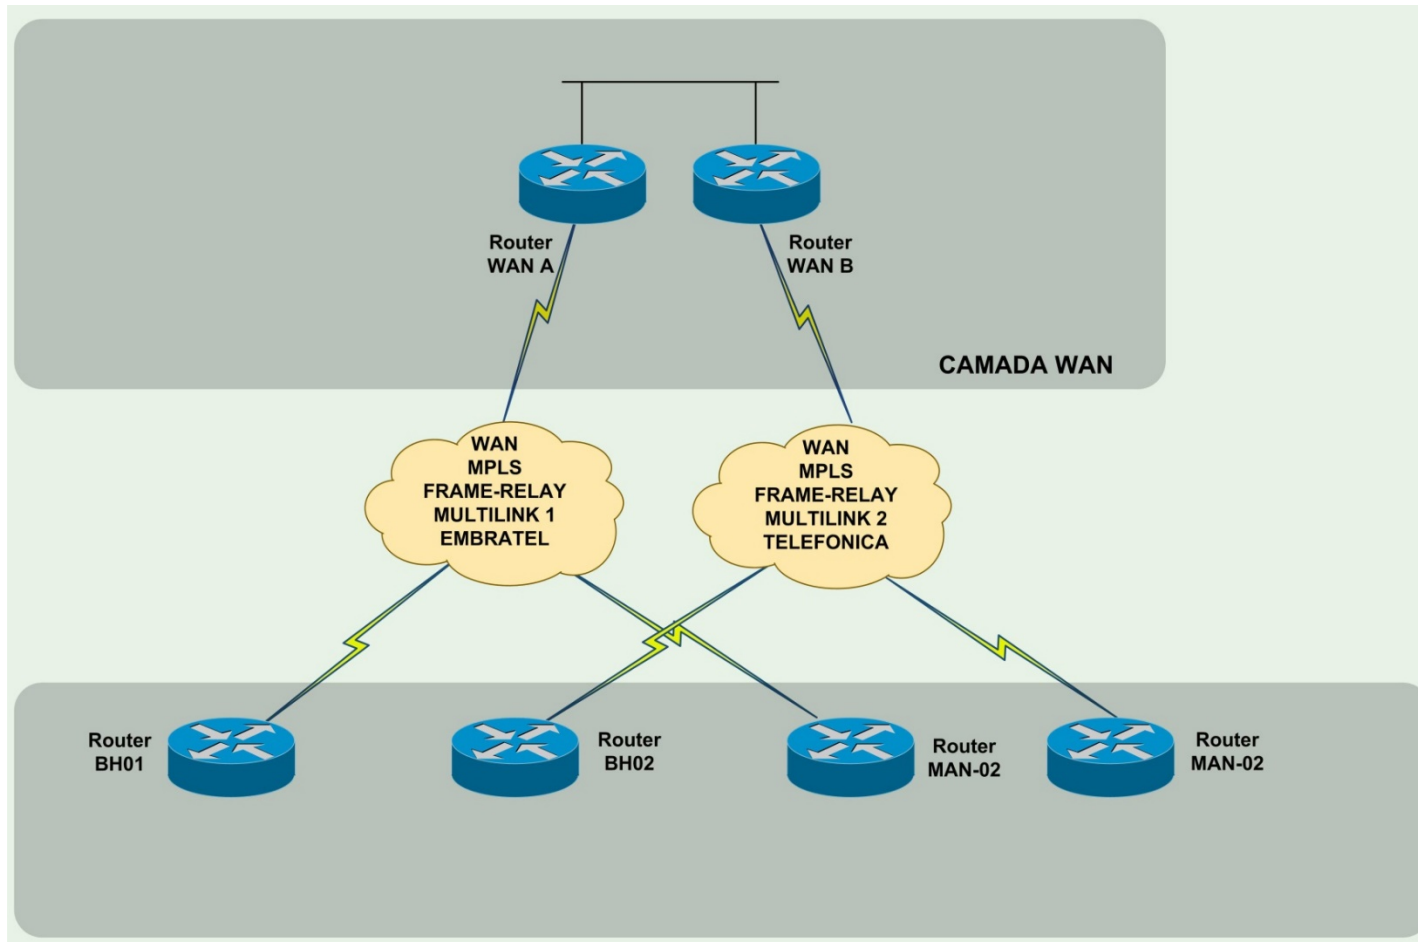 Router
WAN A
Router
WAN B
CAMADA WAN
WAN
MPLS
FRAME-RELAY
MULTILINK 1
EMBRATEL
WAN
MPLS
FRAME-RELAY
MULTILINK 2
TELEFONICA
Router
BH01
Router
BH02
Router
MAN-02
Router
MAN-02